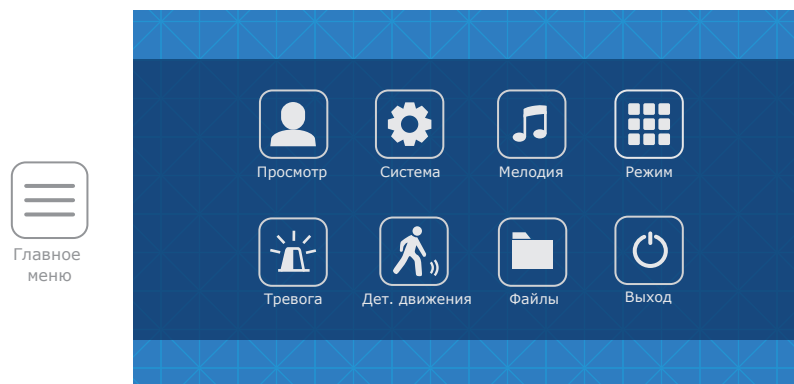 Главное
меню
Просмотр
Система
Мелодия
Режим
Тревога
Дет. движения
Файлы
Выход